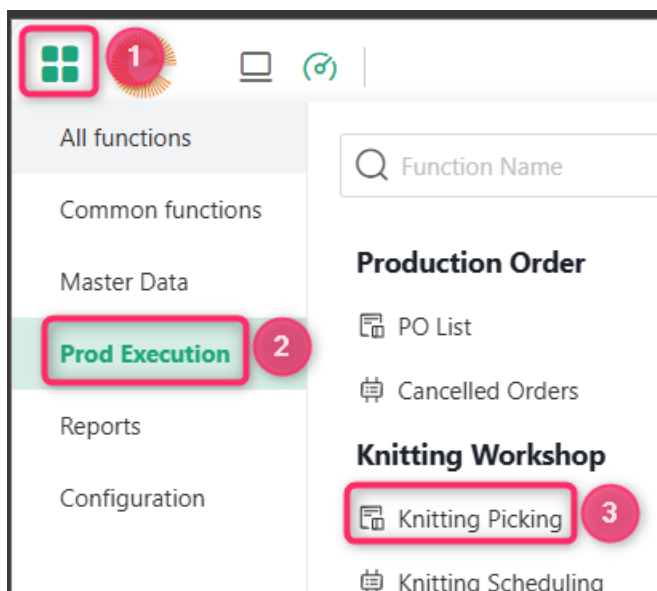 1
All functions
Common functions
Master Data
Prod Execution
2
Reports
Configuration
Function Name
Production Order
PO List
Cancelled Orders
Knitting Workshop
Knitting Picking
3
Knitting Scheduling